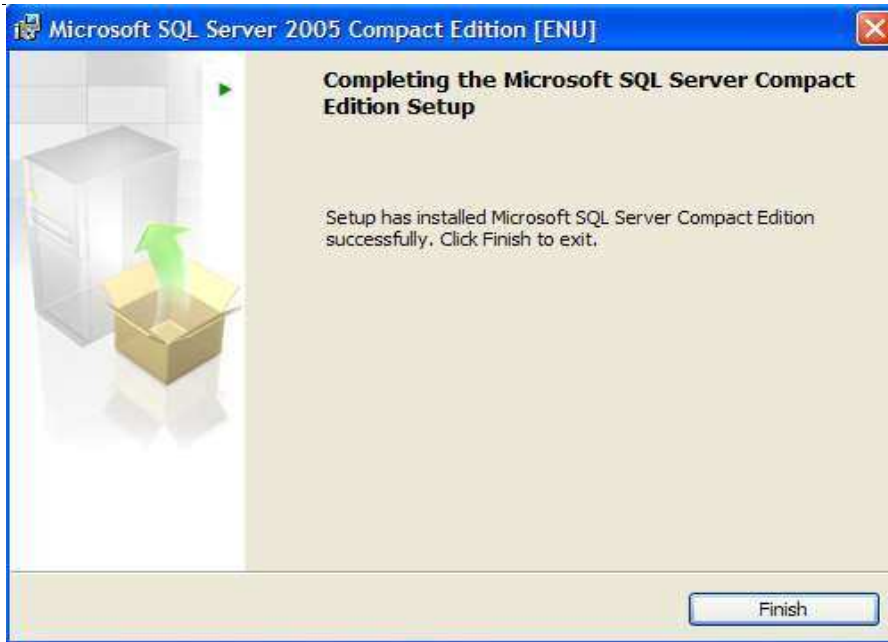 Microsoft SQL Server 2005 Compact Edition [ENU]
Completing the Microsoft SQL Server Compact
Edition Setup
Setup has installed Microsoft SQL Server Compact Edition
successfully. Click Finish to exit.
Finish